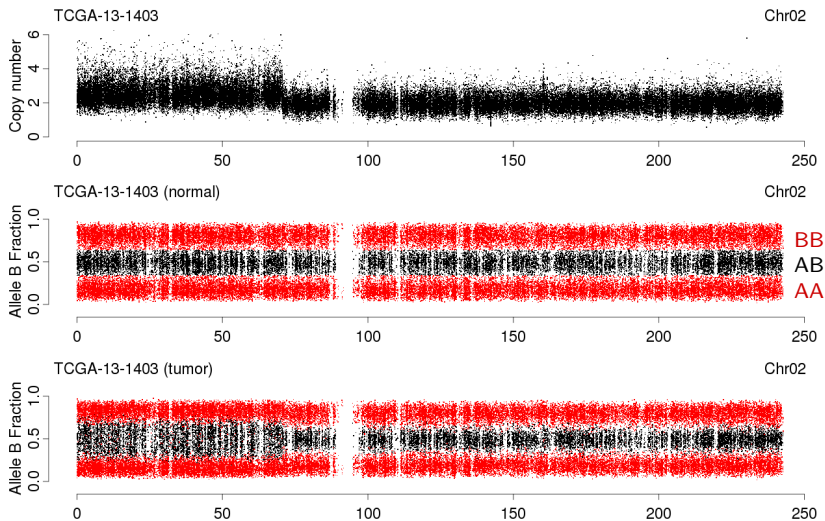 TCGA-13-1403 Chr02
Copy number
6
4
2
0
0 50 100 150 200 250
TCGA-13-1403 (normal) Chr02
Allele B Fraction
1.0
0.5
0.0
BB
AB
AA
0 50 100 150 200 250
TCGA-13-1403 (tumor) Chr02
Allele B Fraction
1.0
0.5
0.0
0 50 100 150 200 250